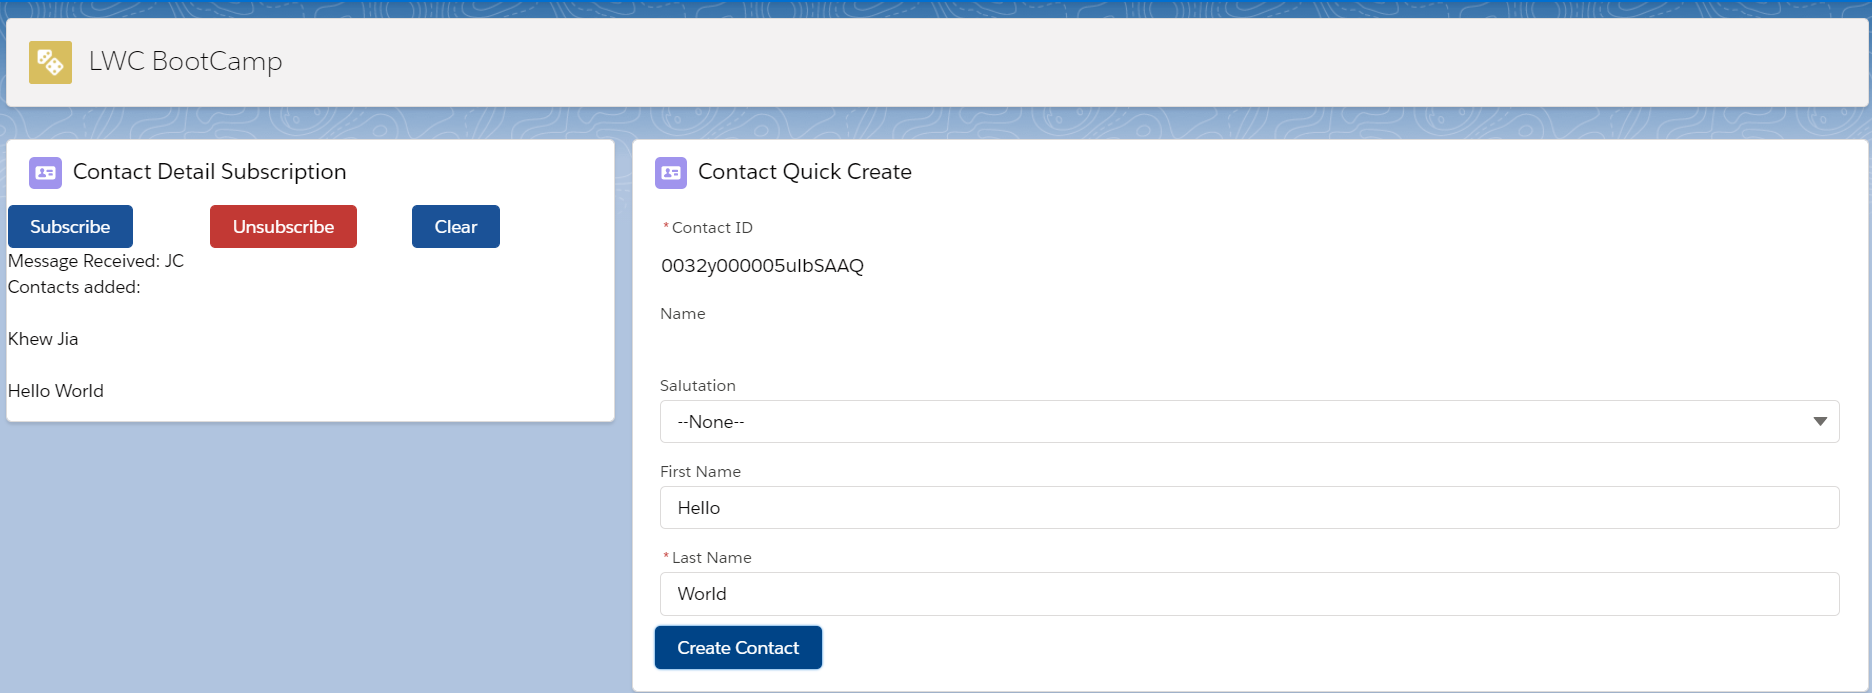 LWC BootCamp
Contact Detail Subscription
Subscribe Unsubscribe Clear
Message Received: JC
Contacts added:
Khew Jia
Hello World
Contact Quick Create
* Contact ID
0032y000005uIbSAAQ
Name
Salutation
--None--
First Name
Hello
* Last Name
World
Create Contact